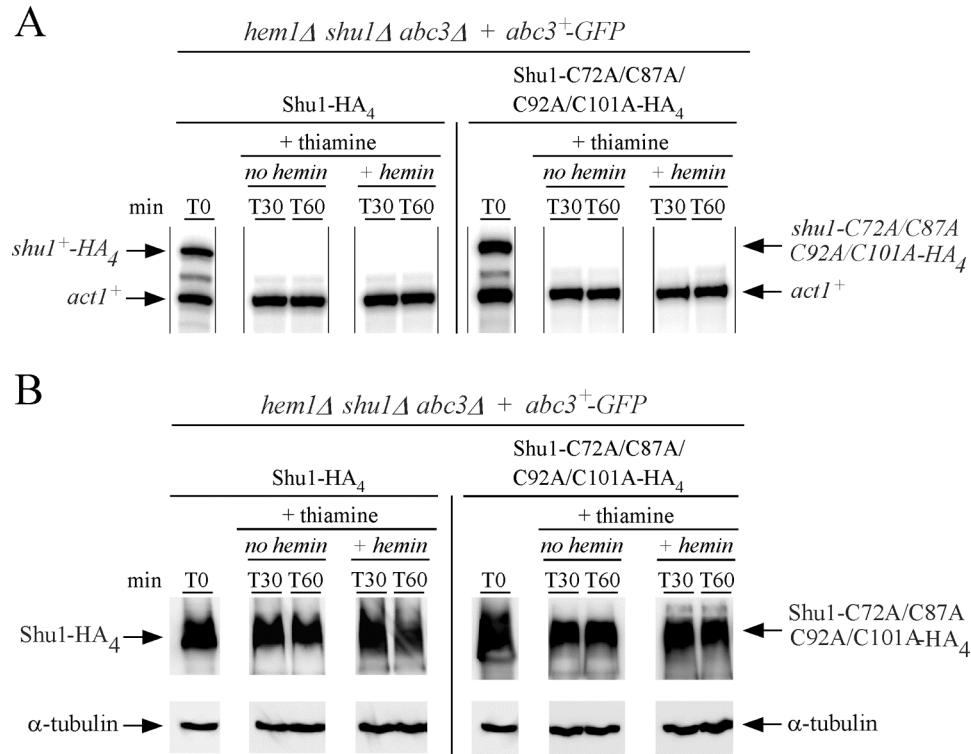 A
hem1Δ shu1Δ abc3Δ + abc3+-GFP
Shu1-HA4
Shu1-C72A/C87A/
C92A/C101A-HA4
+ thiamine
+ thiamine
no hemin
+ hemin
no hemin
+ hemin
min T0 T30 T60 T30 T60 T0 T30 T60 T30 T60
shu1+-HA4
shu1-C72A/C87A
C92A/C101A-HA4
act1+
act1+
B
hem1Δ shu1Δ abc3Δ + abc3+-GFP
Shu1-HA4
Shu1-C72A/C87A/
C92A/C101A-HA4
+ thiamine
+ thiamine
no hemin
+ hemin
no hemin
+ hemin
min T0 T30 T60 T30 T60 T0 T30 T60 T30 T60
Shu1-HA4
Shu1-C72A/C87A
C92A/C101A-HA4
α-tubulin
α-tubulin